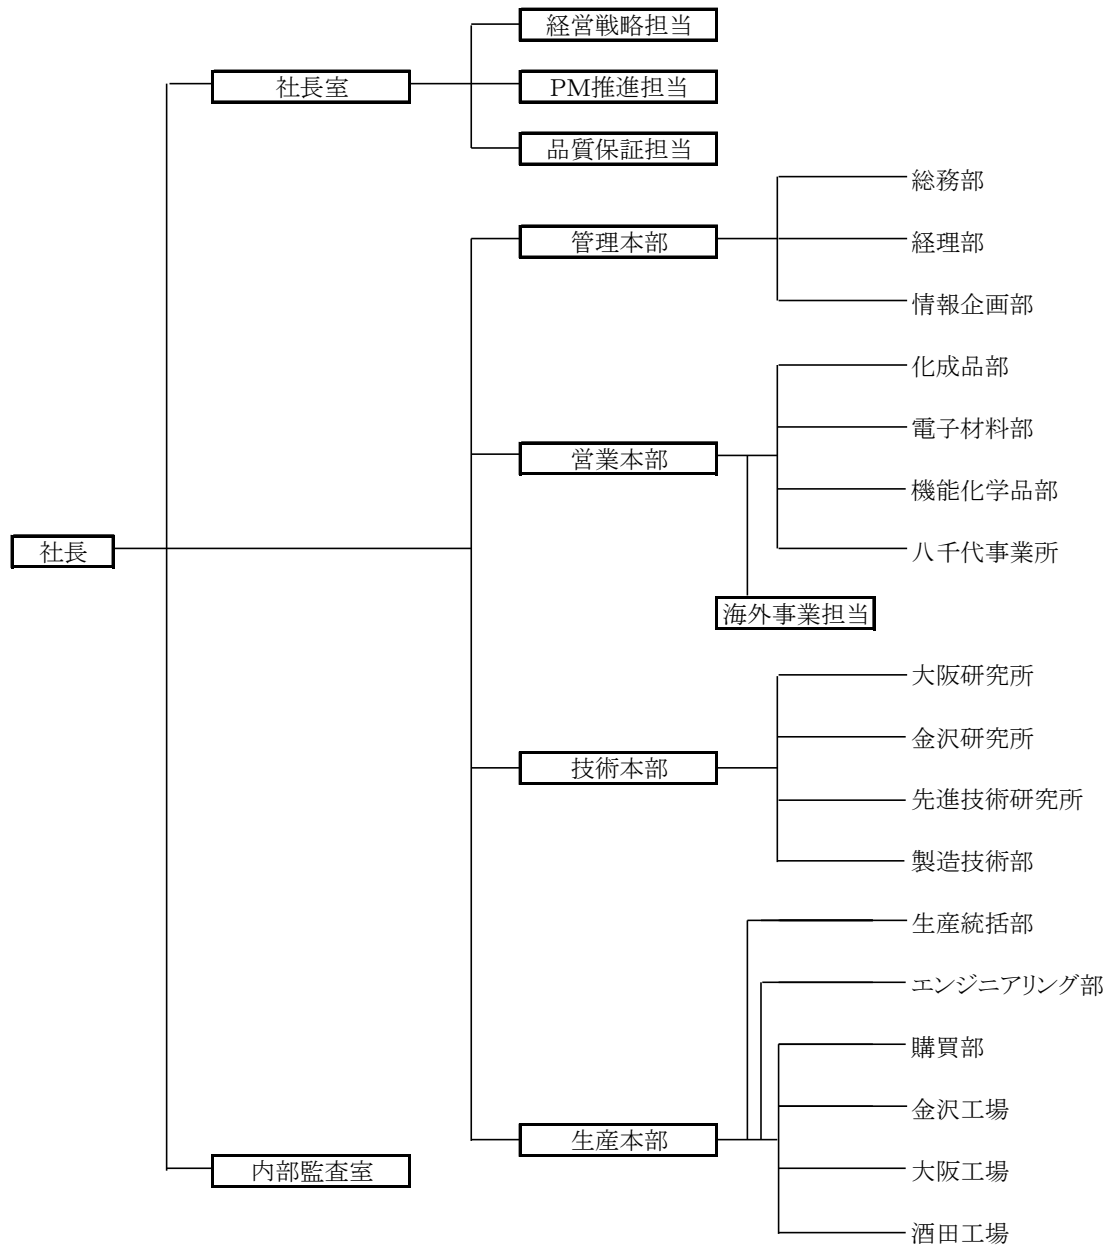 経営戦略担当
社長室
PM推進担当
品質保証担当
総務部
管理本部
経理部
情報企画部
化成品部
電子材料部
営業本部
機能化学品部
社長
八千代事業所
海外事業担当
大阪研究所
金沢研究所
技術本部
先進技術研究所
製造技術部
生産統括部
エンジニアリング部
購買部
金沢工場
生産本部
内部監査室
大阪工場
酒田工場